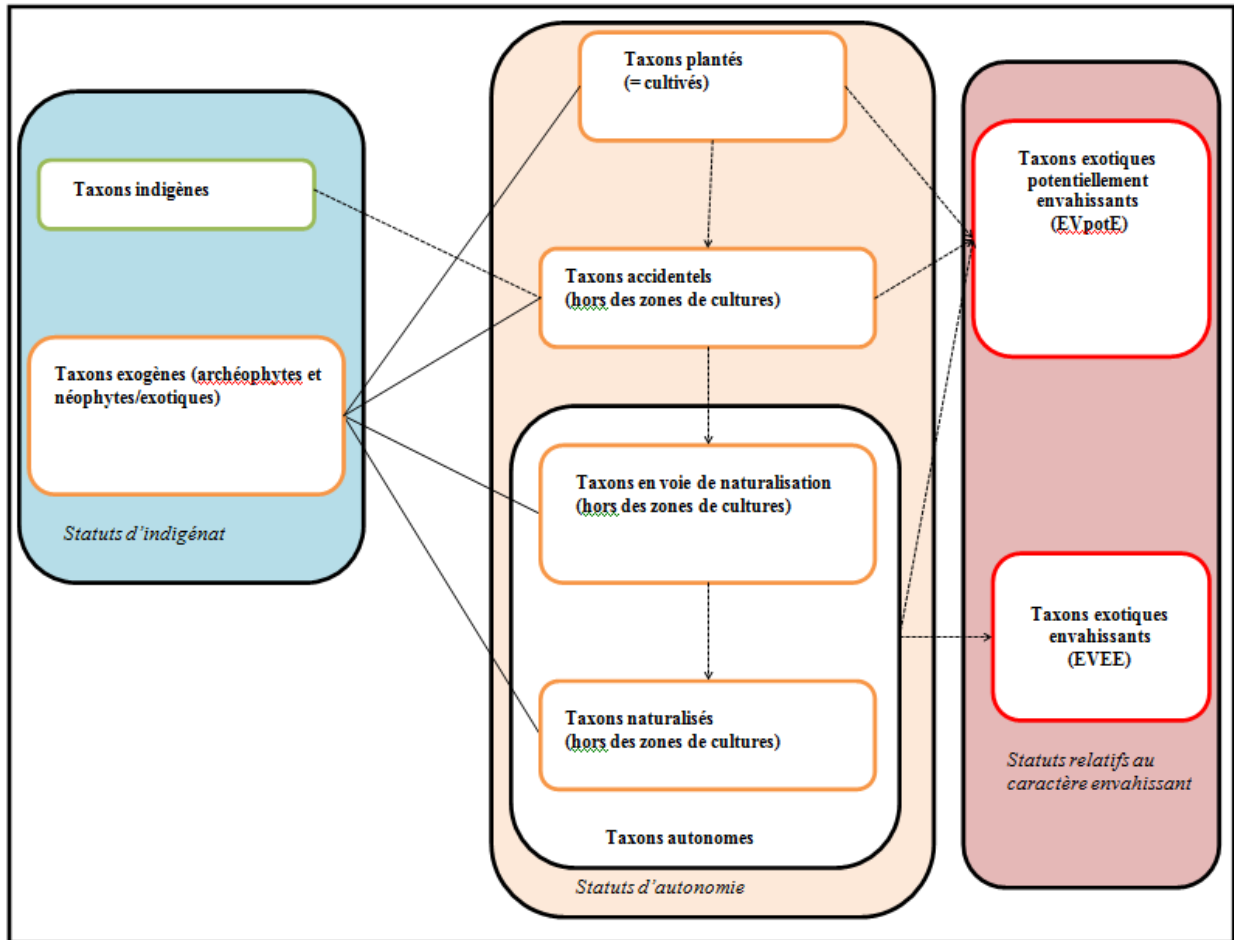 Taxons indigènes
Taxons exogènes (archéophytes et
néophytes/exotiques)
Statuts d’indigénat
Taxons plantés
(= cultivés)
Taxons accidentels
(hors des zones de cultures)
Taxons en voie de naturalisation
(hors des zones de cultures)
Taxons naturalisés
(hors des zones de cultures)
Taxons autonomes
Statuts d’autonomie
Taxons exotiques
potentiellement
envahissants
(EVpotE)
Taxons exotiques
envahissants
(EVEE)
Statuts relatifs au
caractère envahissant